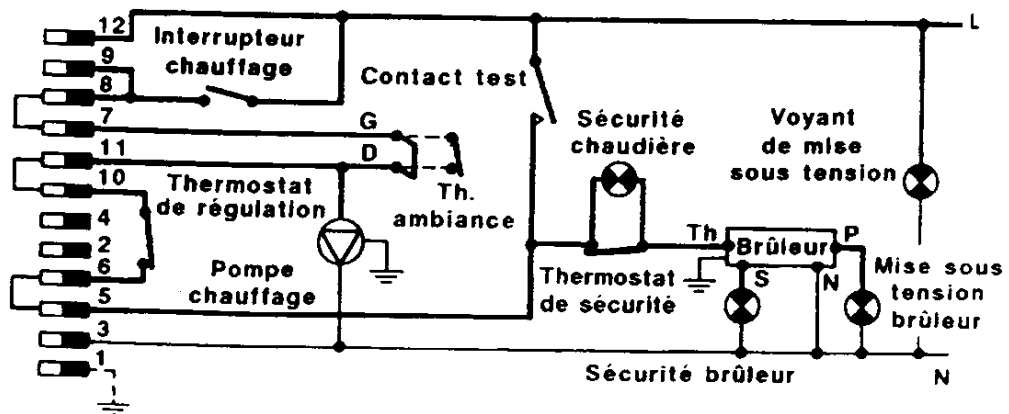 12
L
Interrupteur
chauffage
9
8
7
Contact test
G
D
11
10
Thermostat
de régulation
Th.
ambiance
4
2
6
5
3
1
Pompe
chauffage
Sécurité
chaudière
Voyant
de mise
sous tension
Th
Brûleur
P
S
N
Thermostat
de sécurité
Mise sous
tension
brûleur
Sécurité brûleur
N